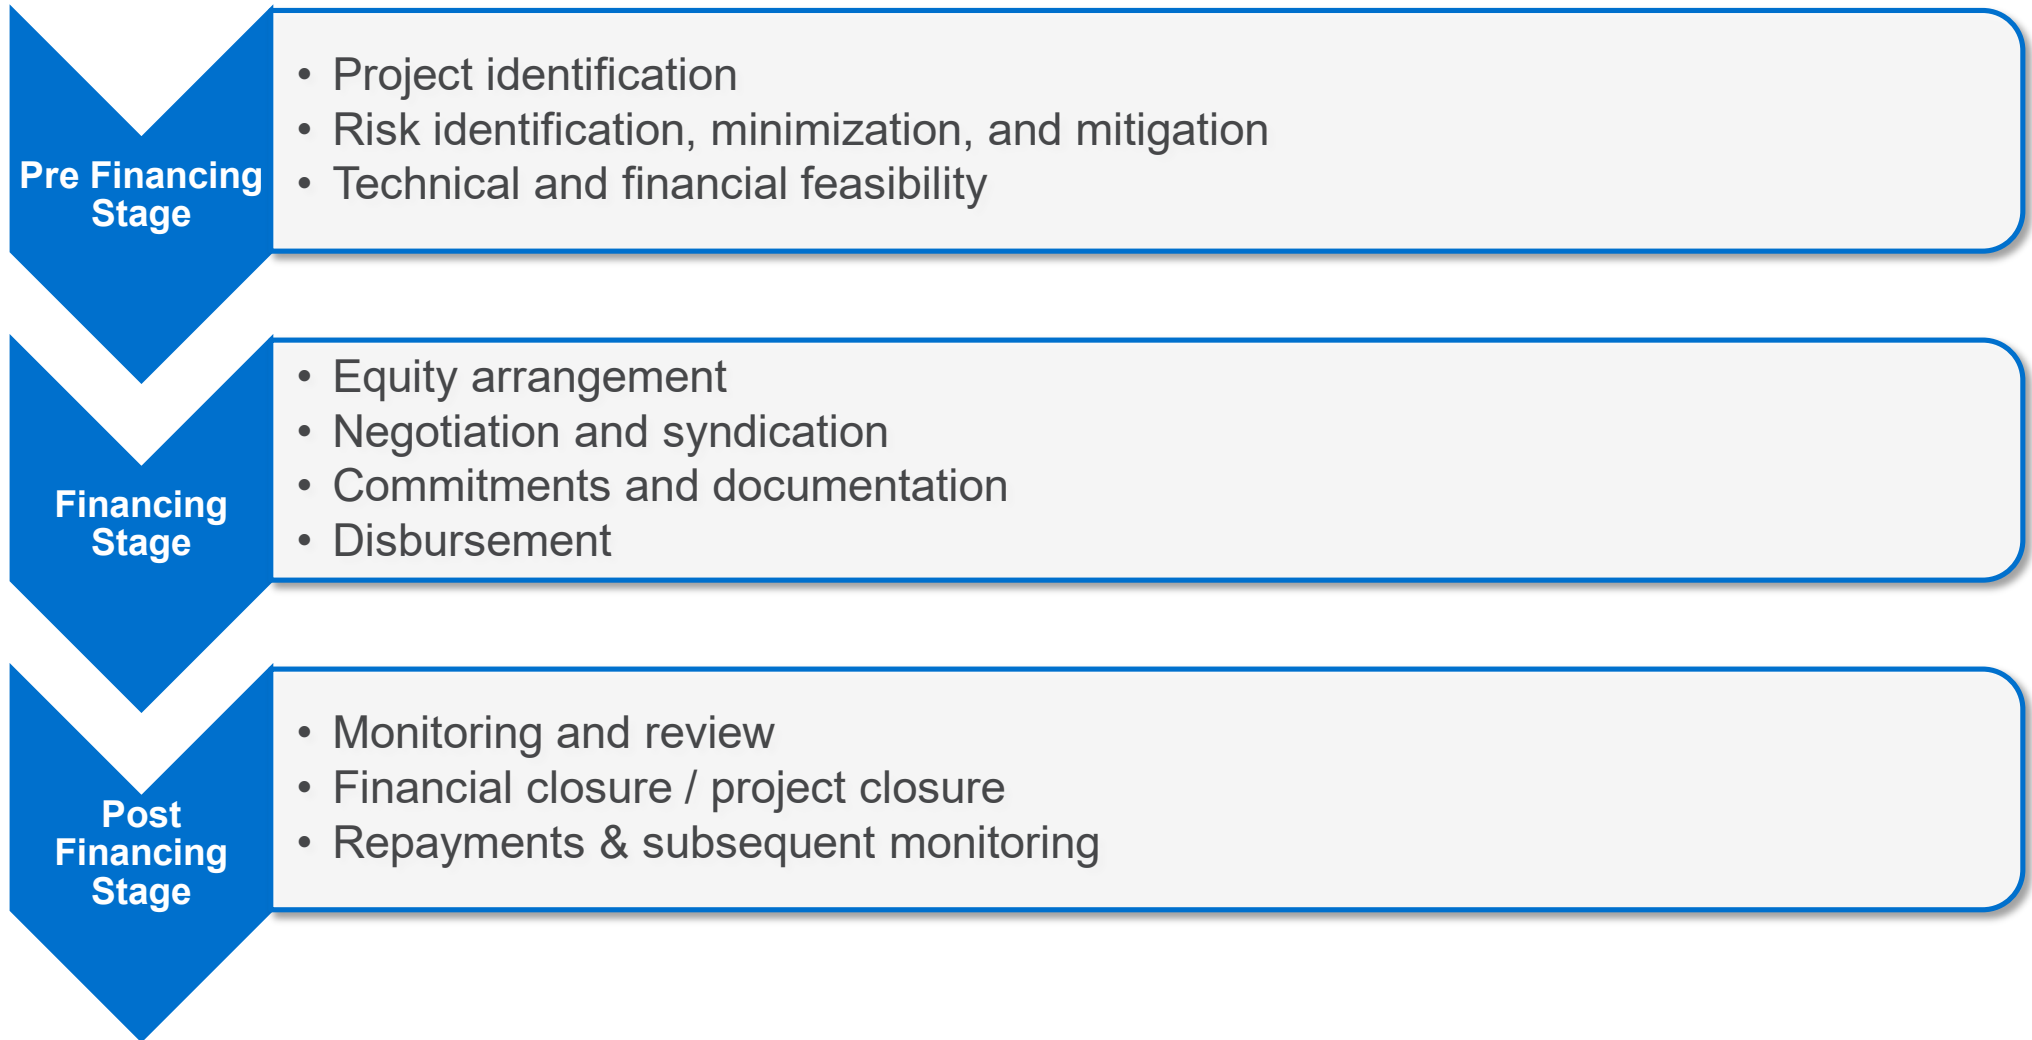 Pre Financing
Stage
• Project identification
• Risk identification, minimization, and mitigation
• Technical and financial feasibility
Financing
Stage
• Equity arrangement
• Negotiation and syndication
• Commitments and documentation
• Disbursement
Post
Financing
Stage
• Monitoring and review
• Financial closure / project closure
• Repayments & subsequent monitoring